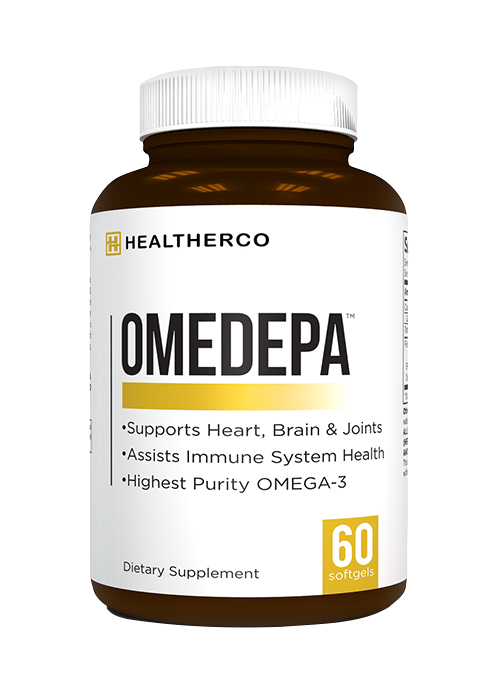 HEALTHERCO
OMEDEPA™
•Supports Heart, Brain & Joints
•Assists Immune System Health
•Highest Purity OMEGA-3
60
softgels
Dietary Supplement